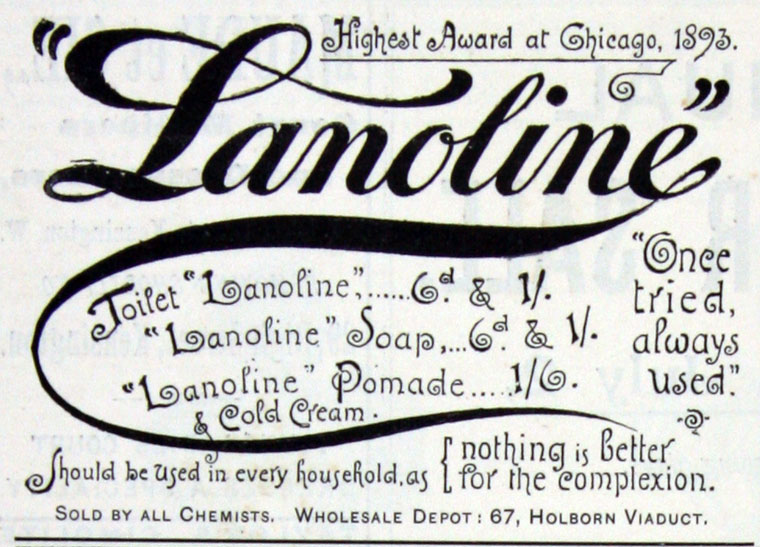 Highest Award at Chicago, 1893.
"Lanoline"
Toilet "Lanoline",......6d. & 1/.
"Lanoline" Soap,...6d. & 1/.
"Lanoline" Pomade....1/6.
& Cold Cream.
"Once
tried,
always
used."
Should be used in every household, as { nothing is better
for the complexion.
SOLD BY ALL CHEMISTS. WHOLESALE DEPOT: 67, HOLBORN VIADUCT.